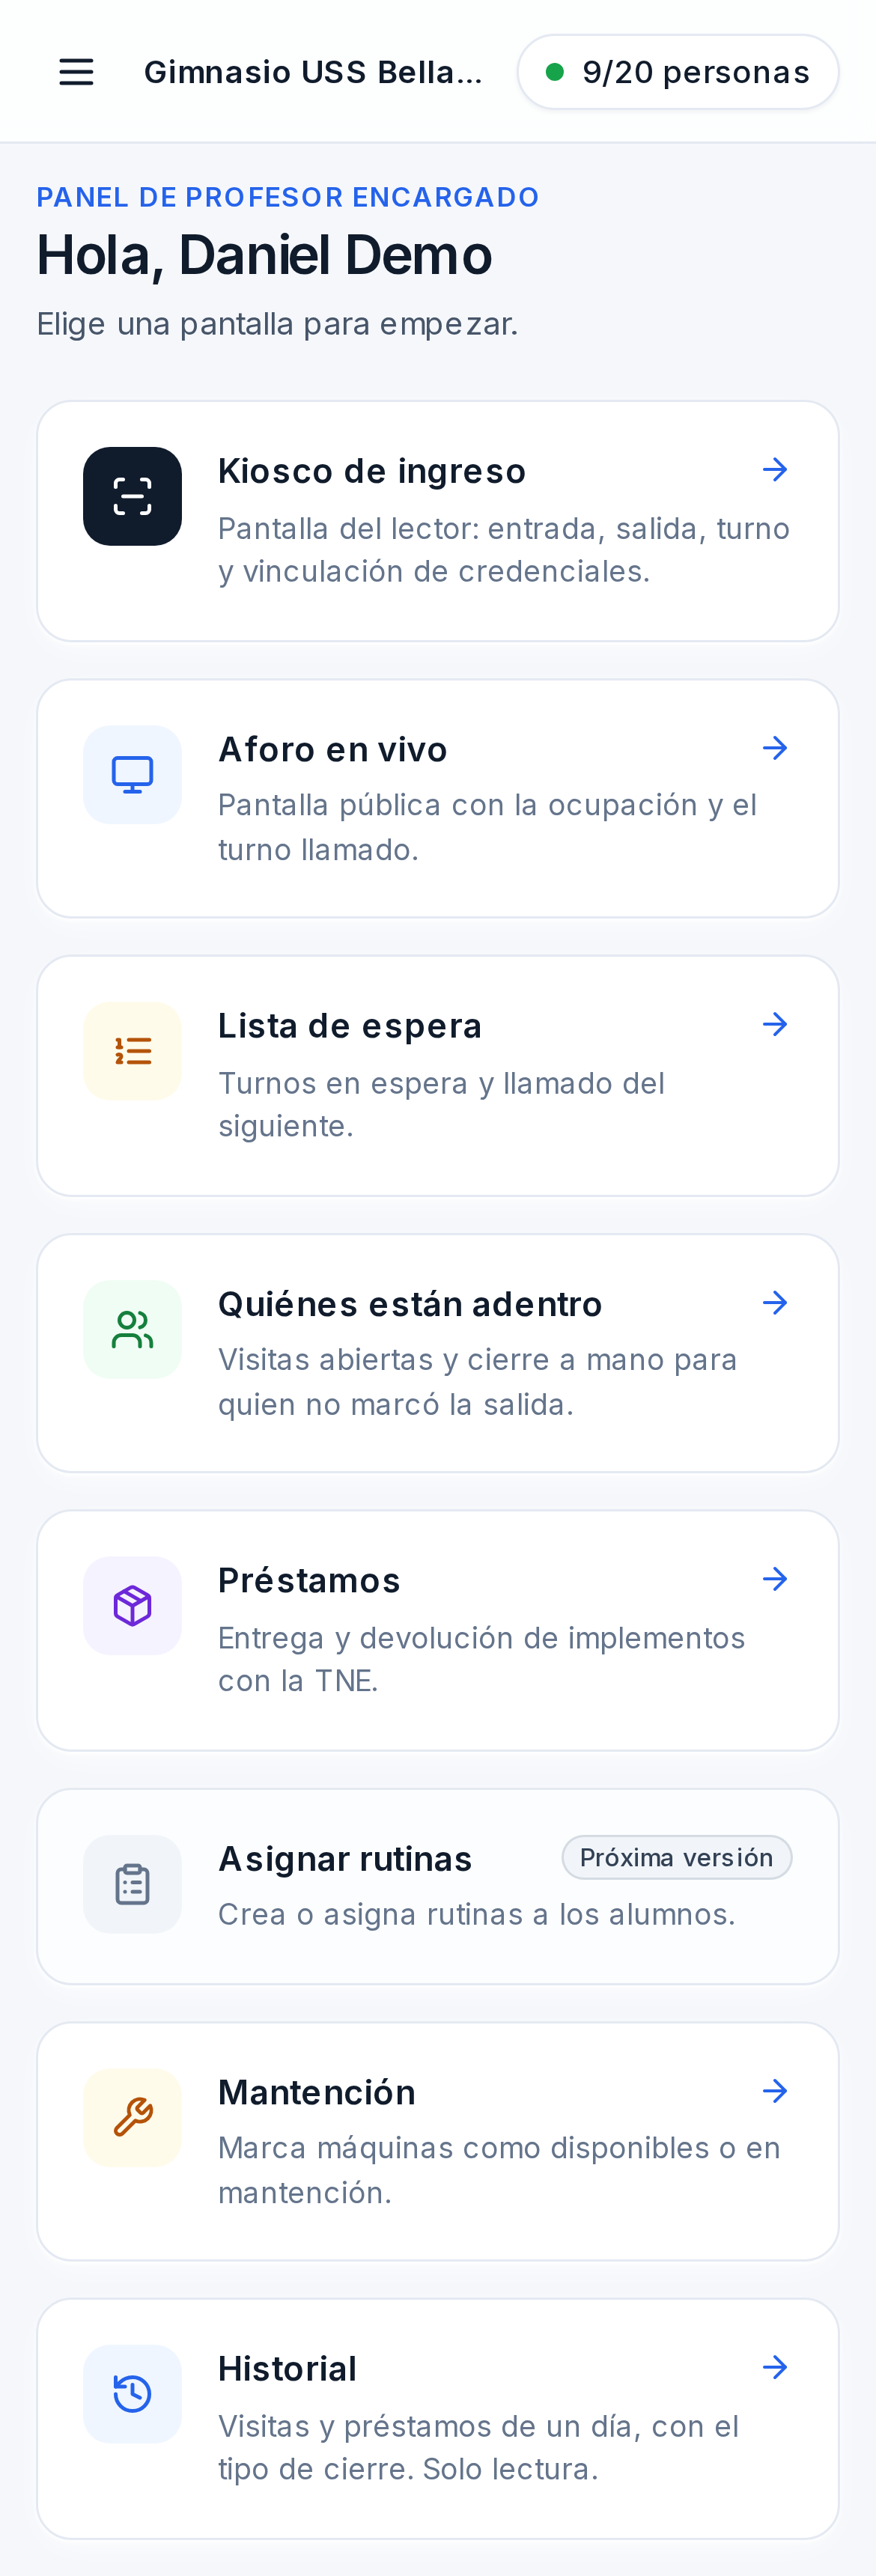 Gimnasio USS Bella...
9/20 personas
PANEL DE PROFESOR ENCARGADO
Hola, Daniel Demo
Elige una pantalla para empezar.
Kiosco de ingreso
Pantalla del lector: entrada, salida, turno
y vinculación de credenciales.
Aforo en vivo
Pantalla pública con la ocupación y el
turno llamado.
Lista de espera
Turnos en espera y llamado del
siguiente.
Quiénes están adentro
Visitas abiertas y cierre a mano para
quien no marcó la salida.
Préstamos
Entrega y devolución de implementos
con la TNE.
Asignar rutinas
Próxima versión
Crea o asigna rutinas a los alumnos.
Mantención
Marca máquinas como disponibles o en
mantención.
Historial
Visitas y préstamos de un día, con el
tipo de cierre. Solo lectura.